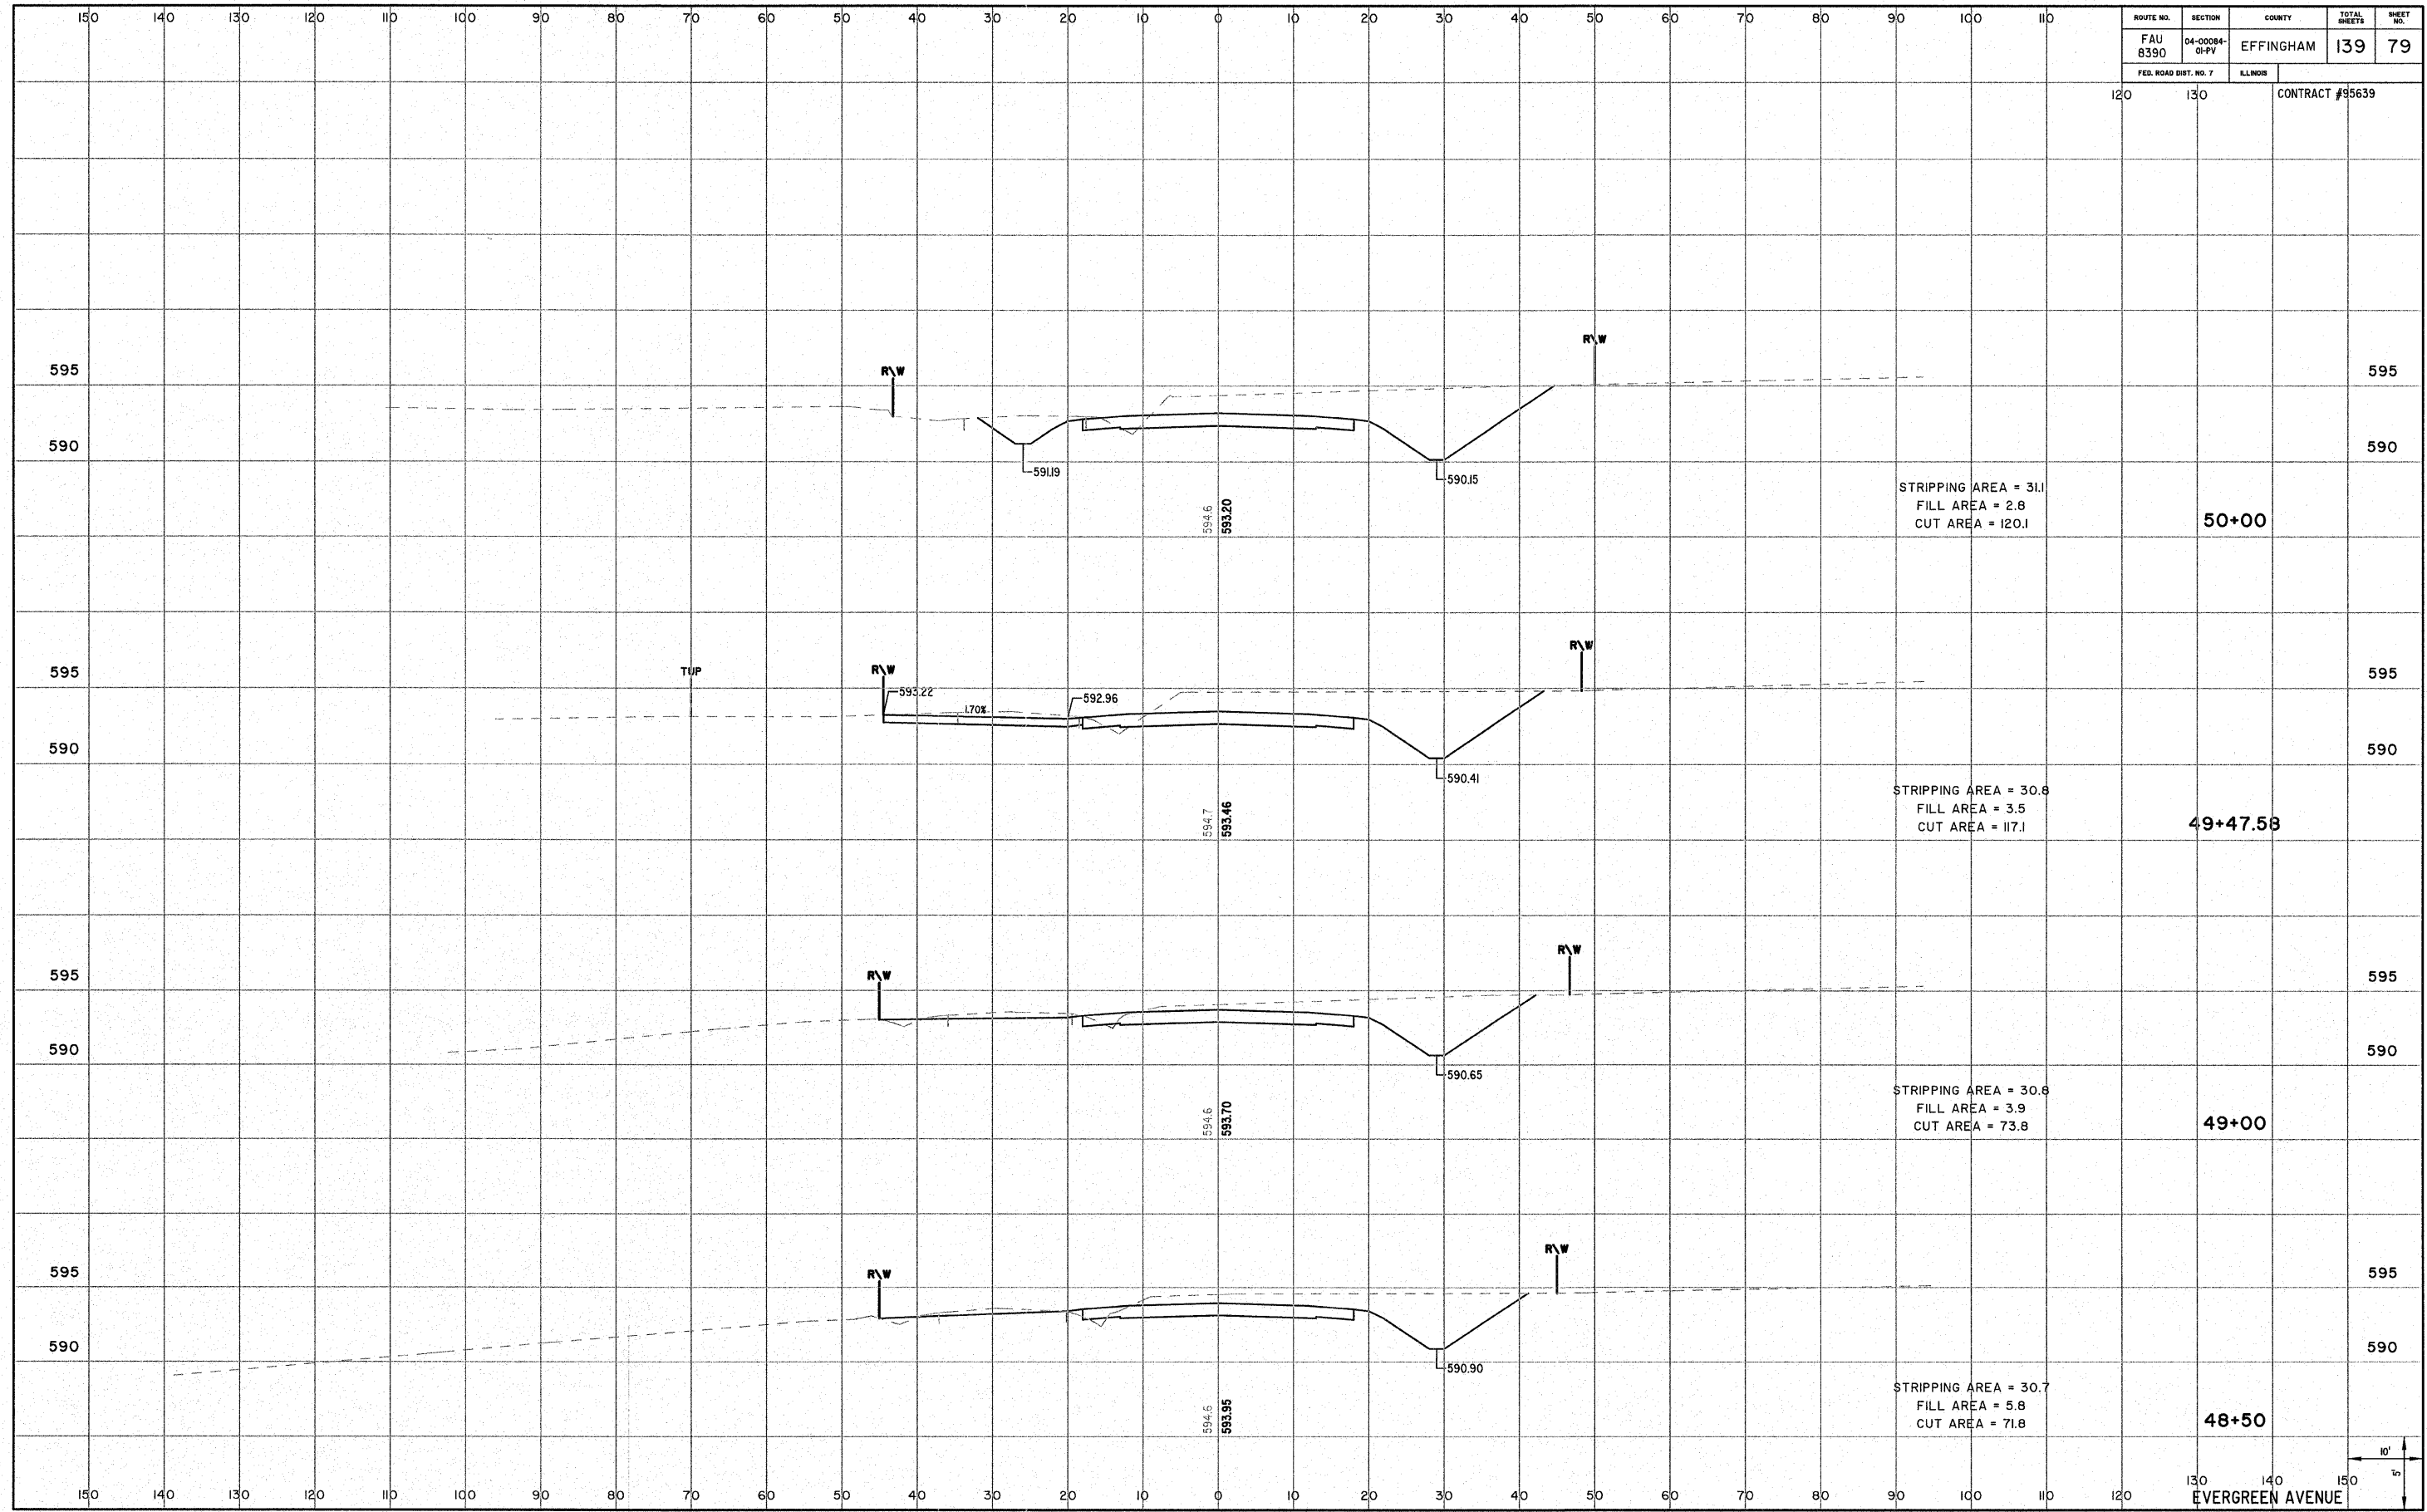 150 140 130 120 110 100 90 80 70 60 50 40 30 20 10 0 10 20 30 40 50 60 70 80 90 100 110
ROUTE NO. SECTION COUNTY TOTAL SHEETS SHEET NO.
FAU 8390 04-00084-01-PV EFFINGHAM 139 79
FED. ROAD DIST. NO. 7 ILLINOIS
120 130 CONTRACT #95639
R\W
595 R\W 595
590 590
591.19 590.15
STRIPPING AREA = 31.1
FILL AREA = 2.8
CUT AREA = 120.1
594.6
593.20
50+00
R\W
595 TUP R\W 595
593.22 592.96
1.70%
590 590
590.41
STRIPPING AREA = 30.8
FILL AREA = 3.5
CUT AREA = 117.1
594.7
593.46
49+47.58
R\W
595 R\W 595
590 590
590.65
STRIPPING AREA = 30.8
FILL AREA = 3.9
CUT AREA = 73.8
594.6
593.70
49+00
R\W
595 R\W 595
590 590
590.90
STRIPPING AREA = 30.7
FILL AREA = 5.8
CUT AREA = 71.8
594.6
593.95
48+50
10'
5'
150 140 130 120 110 100 90 80 70 60 50 40 30 20 10 0 10 20 30 40 50 60 70 80 90 100 110 120 130 140 150
EVERGREEN AVENUE